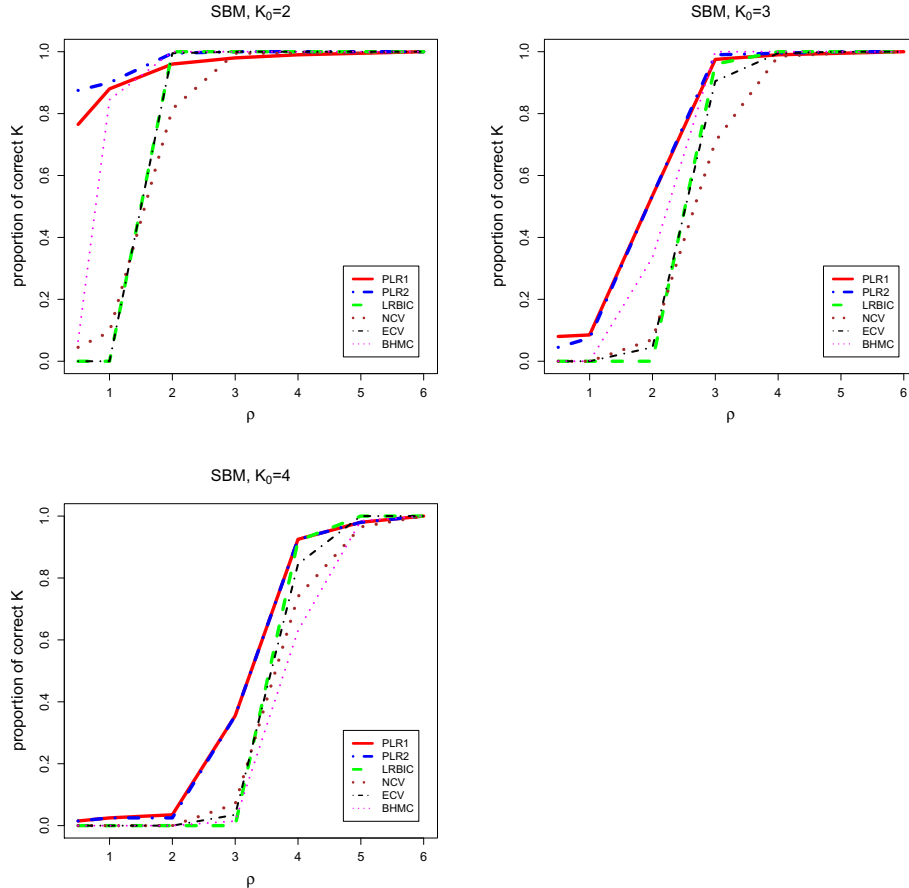 SBM, K0=2
proportion of correct K
1.0
0.8
0.6
0.4
0.2
0.0
PLR1
PLR2
LRBIC
NCV
ECV
BHMC
1 2 3 4 5 6
ρ
SBM, K0=3
proportion of correct K
1.0
0.8
0.6
0.4
0.2
0.0
PLR1
PLR2
LRBIC
NCV
ECV
BHMC
1 2 3 4 5 6
ρ
SBM, K0=4
proportion of correct K
1.0
0.8
0.6
0.4
0.2
0.0
PLR1
PLR2
LRBIC
NCV
ECV
BHMC
1 2 3 4 5 6
ρ